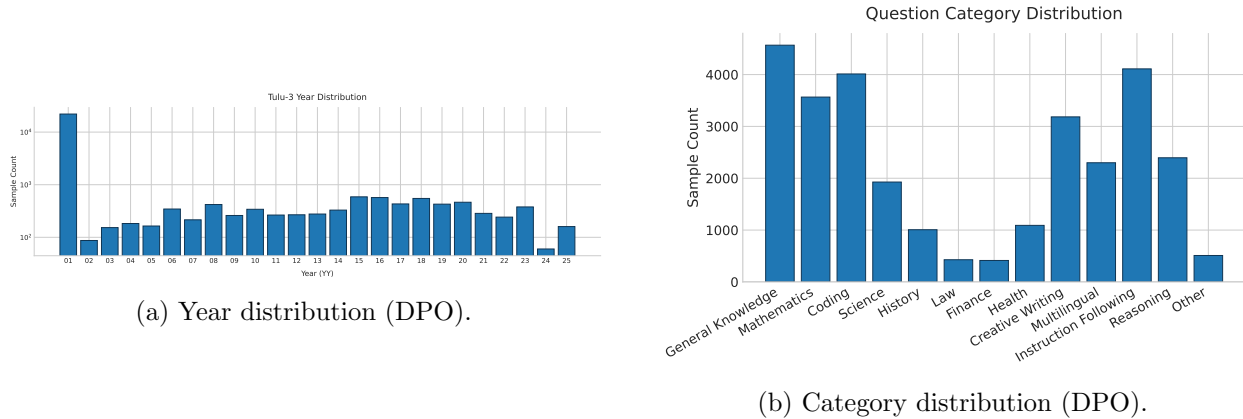 Tulu-3 Year Distribution
Sample Count
10⁴
10³
10²
01 02 03 04 05 06 07 08 09 10 11 12 13 14 15 16 17 18 19 20 21 22 23 24 25
Year (YY)
(a) Year distribution (DPO).
Question Category Distribution
Sample Count
4000
3000
2000
1000
0
General Knowledge
Mathematics
Coding
Science
History
Law
Finance
Health
Creative Writing
Multilingual
Instruction Following
Reasoning
Other
(b) Category distribution (DPO).